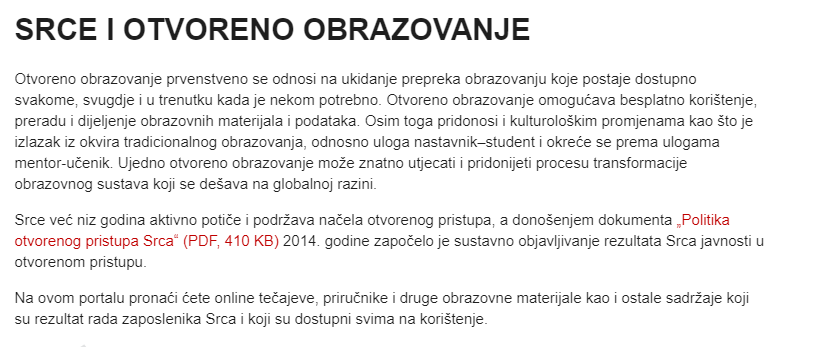 SRCE I OTVORENO OBRAZOVANJE
Otvoreno obrazovanje prvenstveno se odnosi na ukidanje prepreka obrazovanju koje postaje dostupno
svakome, svugdje i u trenutku kada je nekom potrebno. Otvoreno obrazovanje omogućava besplatno korištenje,
preradu i dijeljenje obrazovnih materijala i podataka. Osim toga pridonosi i kulturološkim promjenama kao što je
izlazak iz okvira tradicionalnog obrazovanja, odnosno uloga nastavnik–student i okreće se prema ulogama
mentor-učenik. Ujedno otvoreno obrazovanje može znatno utjecati i pridonijeti procesu transformacije
obrazovnog sustava koji se dešava na globalnoj razini.
Srce već niz godina aktivno potiče i podržava načela otvorenog pristupa, a donošenjem dokumenta „Politika
otvorenog pristupa Srca“ (PDF, 410 KB) 2014. godine započelo je sustavno objavljivanje rezultata Srca javnosti u
otvorenom pristupu.
Na ovom portalu pronaći ćete online tečajeve, priručnike i druge obrazovne materijale kao i ostale sadržaje koji
su rezultat rada zaposlenika Srca i koji su dostupni svima na korištenje.